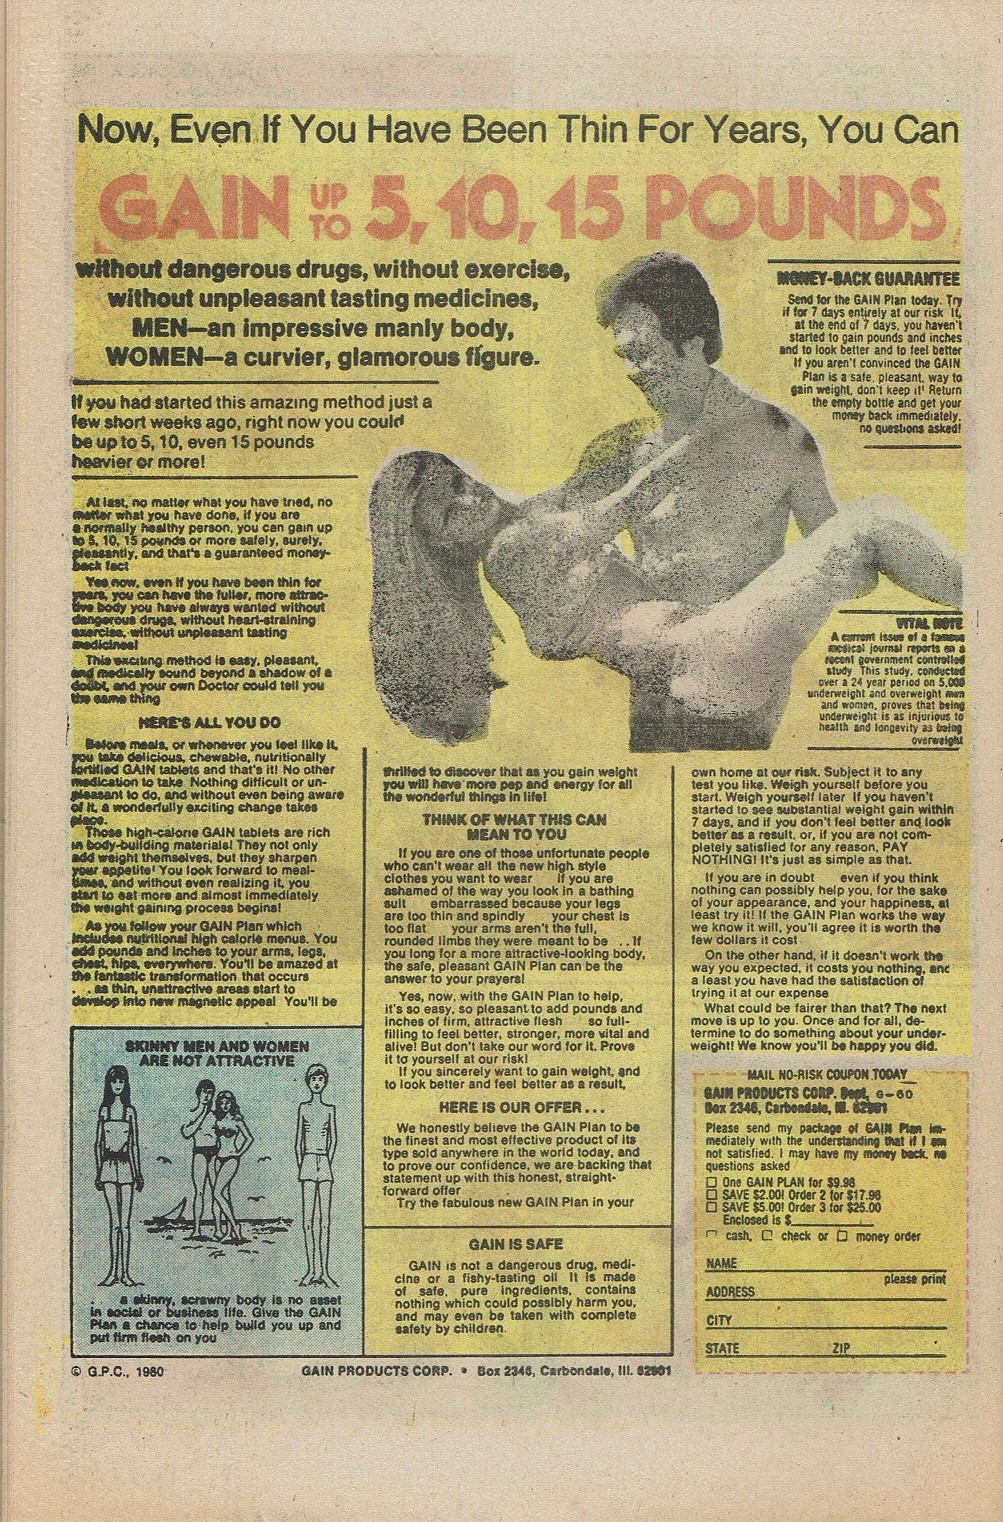 Now, Even If You Have Been Thin For Years, You Can
GAIN UP TO 5, 10, 15 POUNDS
without dangerous drugs, without exercise,
without unpleasant tasting medicines,
MEN—an impressive manly body,
WOMEN—a curvier, glamorous figure.
If you had started this amazing method just a
few short weeks ago, right now you could
be up to 5, 10, even 15 pounds
heavier or more!
MONEY-BACK GUARANTEE
Send for the GAIN Plan today. Try
if for 7 days entirely at our risk If,
at the end of 7 days, you haven't
started to gain pounds and inches
and to look better and to feel better
If you aren't convinced the GAIN
Plan is a safe, pleasant, way to
gain weight, don't keep it! Return
the empty bottle and get your
money back immediately,
no questions asked!
At last, no matter what you have tried, no
matter what you have done, if you are
a normally healthy person, you can gain up
to 5, 10, 15 pounds or more safely, surely,
pleasantly, and that's a guaranteed money-
back fact
Yes now, even if you have been thin for
years, you can have the fuller, more attrac-
tive body you have always wanted without
dangerous drugs, without heart-straining
exercise, without unpleasant tasting
medicines!
This exciting method is easy, pleasant,
and medically sound beyond a shadow of a
doubt, and your own Doctor could tell you
the same thing
HERE'S ALL YOU DO
Before meals, or whenever you feel like it,
you take delicious, chewable, nutritionally
fortified GAIN tablets and that's it! No other
medication to take. Nothing difficult or un-
pleasant to do, and without even being aware
of it, a wonderfully exciting change takes
place.
Those high-calorie GAIN tablets are rich
in body-building materials! They not only
add weight themselves, but they sharpen
your appetite! You look forward to meal-
times, and without even realizing it, you
start to eat more and almost immediately
the weight gaining process begins!
As you follow your GAIN Plan which
includes nutritional high calorie menus. You
add pounds and inches to your arms, legs,
chest, hips, everywhere. You'll be amazed at
the fantastic transformation that occurs
. . as thin, unattractive areas start to
develop into new magnetic appeal You'll be
VITAL NOTE
A current issue of a famous
medical journal reports on a
recent government controlled
study This study, conducted
over a 24 year period on 5,000
underweight and overweight men
and women, proves that being
underweight is as injurious to
health and longevity as being
overweight
thrilled to discover that as you gain weight
you will have more pep and energy for all
the wonderful things in life!
THINK OF WHAT THIS CAN
MEAN TO YOU
If you are one of those unfortunate people
who can't wear all the new high style
clothes you want to wear If you are
ashamed of the way you look in a bathing
suit embarrassed because your legs
are too thin and spindly your chest is
too flat your arms aren't the full,
rounded limbs they were meant to be . . If
you long for a more attractive-looking body,
the safe, pleasant GAIN Plan can be the
answer to your prayers!
Yes, now, with the GAIN Plan to help,
it's so easy, so pleasant to add pounds and
inches of firm, attractive flesh so full-
filling to feel better, stronger, more vital and
alive! But don't take our word for it. Prove
it to yourself at our risk!
If you sincerely want to gain weight, and
to look better and feel better as a result,
HERE IS OUR OFFER . . .
We honestly believe the GAIN Plan to be
the finest and most effective product of its
type sold anywhere in the world today, and
to prove our confidence, we are backing that
statement up with this honest, straight-
forward offer
Try the fabulous new GAIN Plan in your
own home at our risk. Subject it to any
test you like. Weigh yourself before you
start. Weigh yourself later If you haven't
started to see substantial weight gain within
7 days, and if you don't feel better and look
better as a result, or, if you are not com-
pletely satisfied for any reason, PAY
NOTHING! It's just as simple as that.
If you are in doubt even if you think
nothing can possibly help you, for the sake
of your appearance, and your happiness, at
least try it! If the GAIN Plan works the way
we know it will, you'll agree it is worth the
few dollars it cost
On the other hand, if it doesn't work the
way you expected, it costs you nothing, and
a least you have had the satisfaction of
trying it at our expense
What could be fairer than that? The next
move is up to you. Once and for all, de-
termine to do something about your under-
weight! We know you'll be happy you did.
SKINNY MEN AND WOMEN
ARE NOT ATTRACTIVE
. a skinny, scrawny body is no asset
in social or business life. Give the GAIN
Plan a chance to help build you up and
put firm flesh on you
GAIN IS SAFE
GAIN is not a dangerous drug, medi-
cine or a fishy-tasting oil It is made
of safe, pure ingredients, contains
nothing which could possibly harm you,
and may even be taken with complete
safety by children.
MAIL NO-RISK COUPON TODAY
GAIN PRODUCTS CORP. Dept. G-60
Box 2346, Carbondale, Ill. 62901
Please send my package of GAIN Plan im-
mediately with the understanding that if I am
not satisfied, I may have my money back, no
questions asked
□ One GAIN PLAN for $9.98
□ SAVE $2.00! Order 2 for $17.96
□ SAVE $5.00! Order 3 for $25.00
Enclosed is $
□ cash, □ check or □ money order
NAME
please print
ADDRESS
CITY
STATE ZIP
© G.P.C., 1980
GAIN PRODUCTS CORP. • Box 2346, Carbondale, Ill. 62901